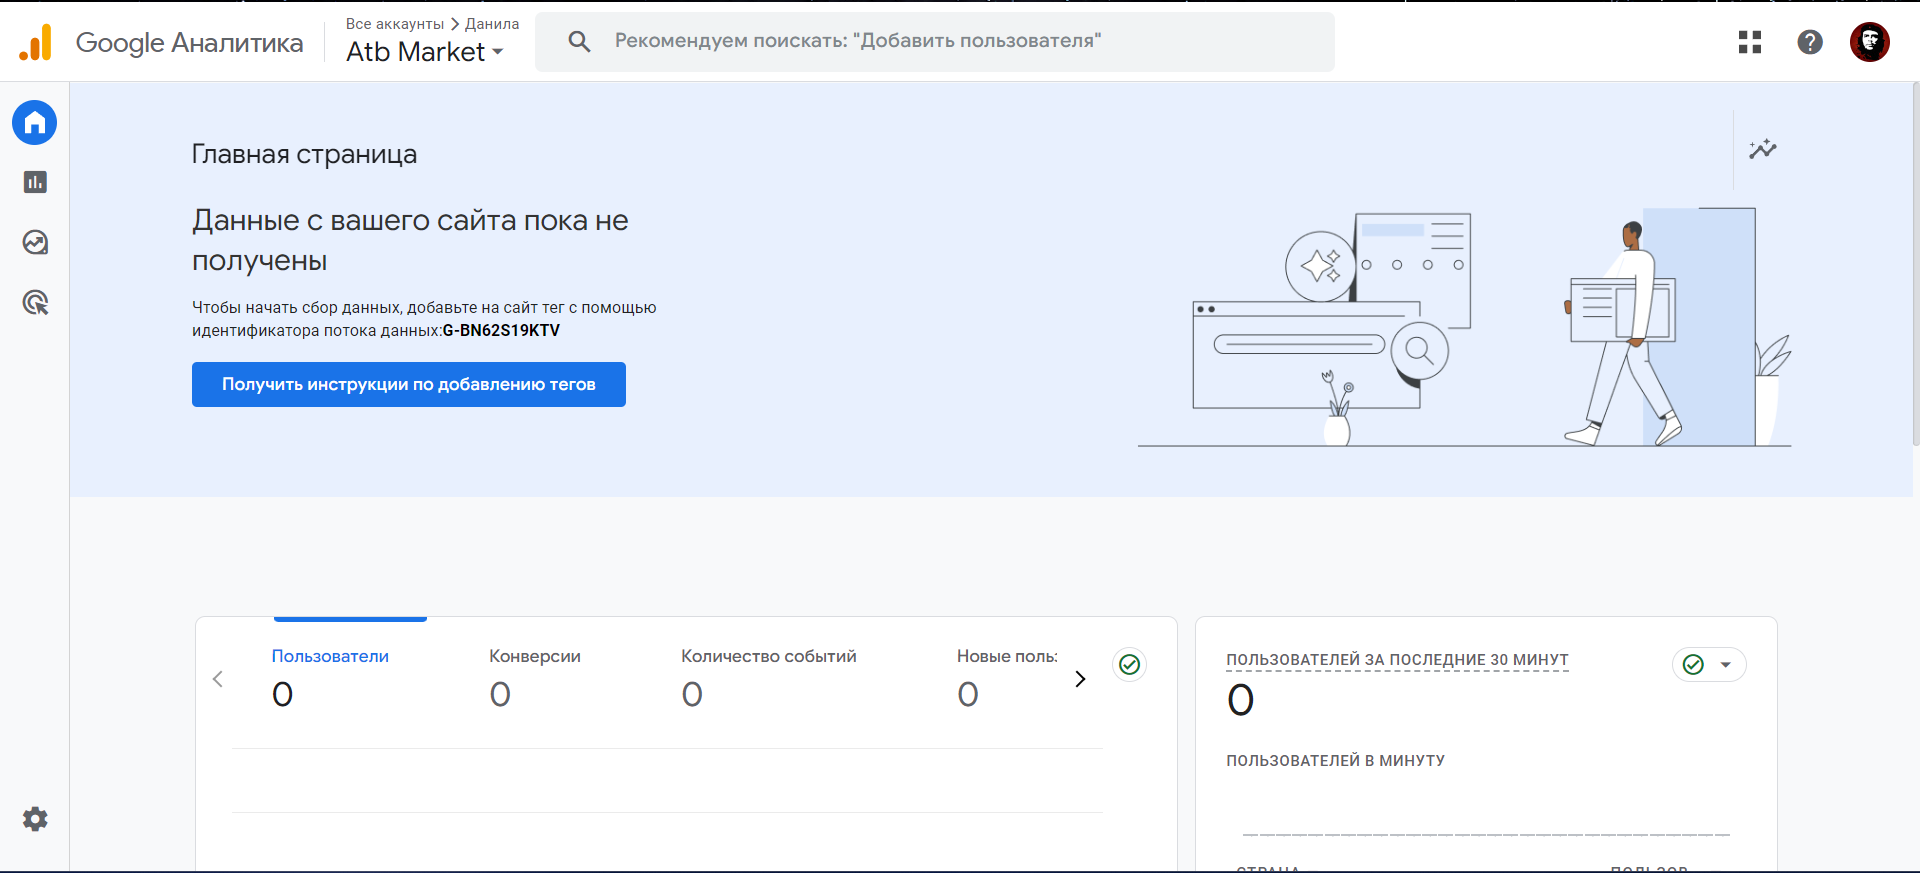 Google Аналитика
Все аккаунты > Данила
Atb Market
Рекомендуем поискать: "Добавить пользователя"
Главная страница
Данные с вашего сайта пока не
получены
Чтобы начать сбор данных, добавьте на сайт тег с помощью
идентификатора потока данных:G-BN62S19KTV
Получить инструкции по добавлению тегов
Пользователи
0
Конверсии
0
Количество событий
0
Новые поль
0
ПОЛЬЗОВАТЕЛЕЙ ЗА ПОСЛЕДНИЕ 30 МИНУТ
0
ПОЛЬЗОВАТЕЛЕЙ В МИНУТУ
СТРАНА
ПОЛЬЗОВ